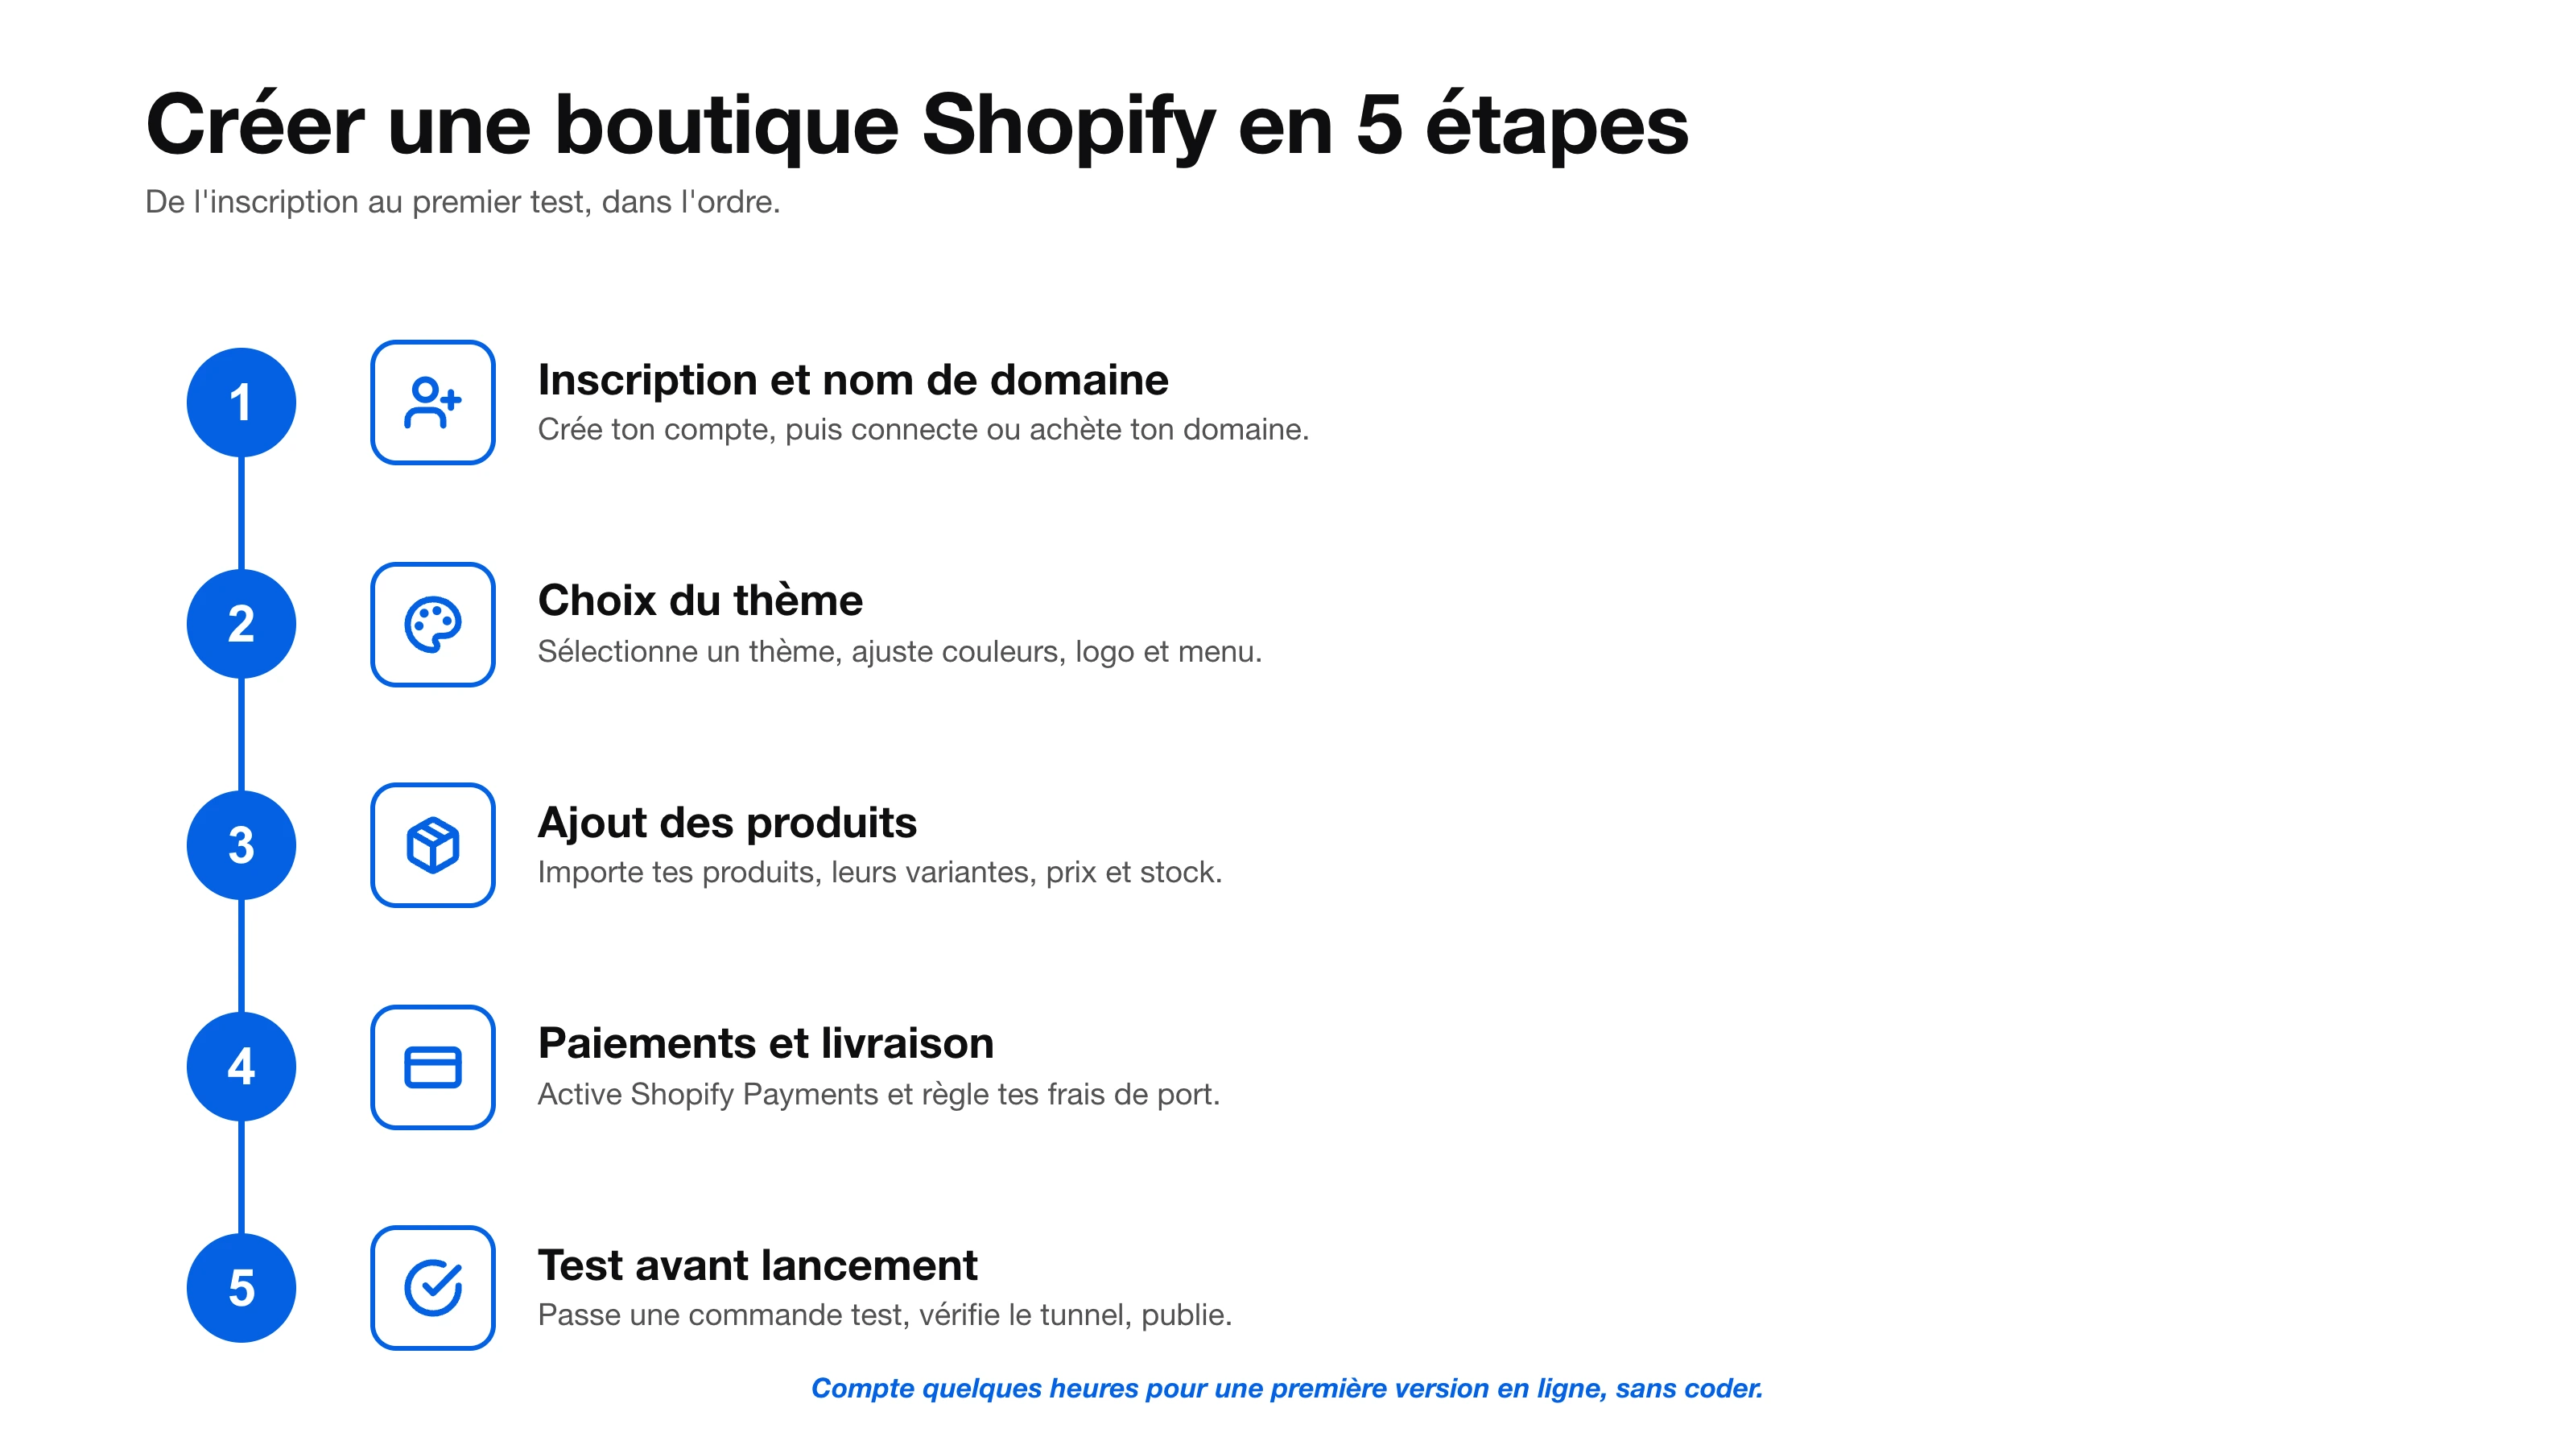 Créer une boutique Shopify en 5 étapes
De l'inscription au premier test, dans l'ordre.
1
Inscription et nom de domaine
Crée ton compte, puis connecte ou achète ton domaine.
2
Choix du thème
Sélectionne un thème, ajuste couleurs, logo et menu.
3
Ajout des produits
Importe tes produits, leurs variantes, prix et stock.
4
Paiements et livraison
Active Shopify Payments et règle tes frais de port.
5
Test avant lancement
Passe une commande test, vérifie le tunnel, publie.
Compte quelques heures pour une première version en ligne, sans coder.